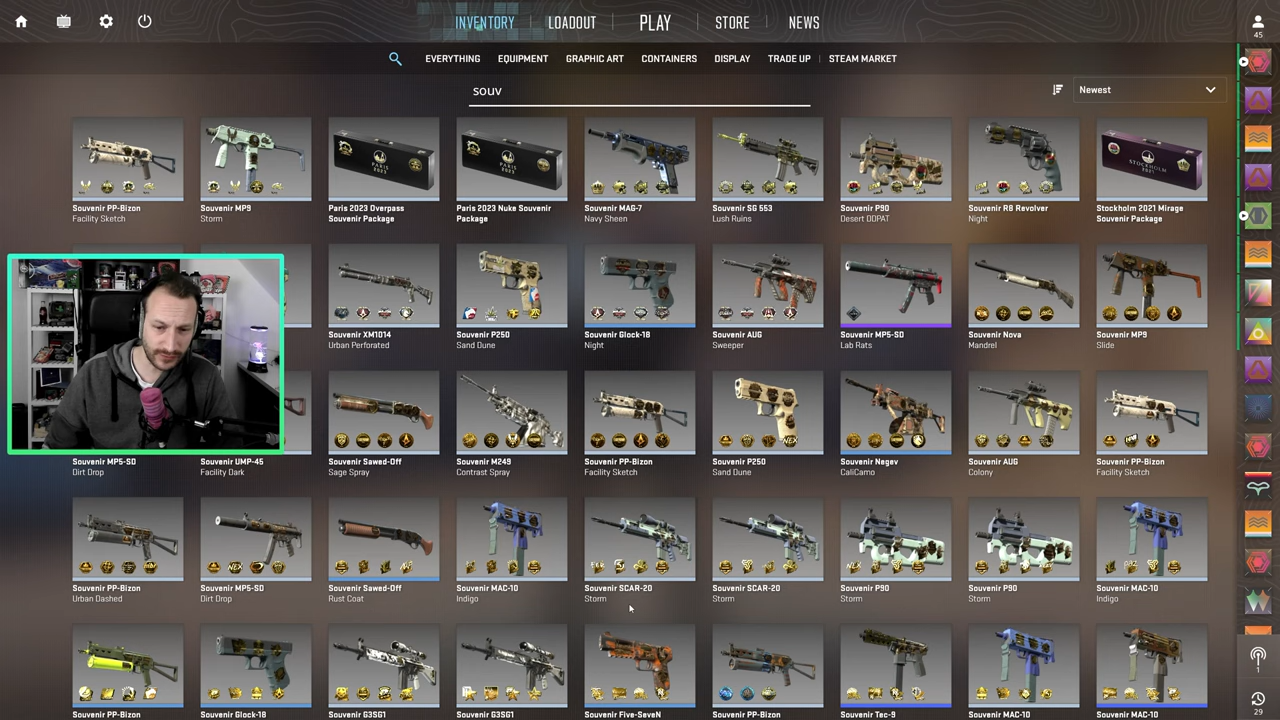 INVENTORY
LOADOUT
PLAY
STORE
NEWS
45
EVERYTHING
EQUIPMENT
GRAPHIC ART
CONTAINERS
DISPLAY
TRADE UP
STEAM MARKET
SOUV
Newest
Souvenir PP-Bizon
Facility Sketch
Souvenir MP9
Storm
Paris 2023 Overpass
Souvenir Package
Paris 2023 Nuke Souvenir
Package
Souvenir MAG-7
Navy Sheen
Souvenir SG 553
Lush Ruins
Souvenir P90
Desert DDPAT
Souvenir R8 Revolver
Night
Stockholm 2021 Mirage
Souvenir Package
Souvenir XM1014
Urban Perforated
Souvenir P250
Sand Dune
Souvenir Glock-18
Night
Souvenir AUG
Sweeper
Souvenir MP5-SD
Lab Rats
Souvenir Nova
Mandrel
Souvenir MP9
Slide
Souvenir MP5-SD
Dirt Drop
Souvenir UMP-45
Facility Dark
Souvenir Sawed-Off
Sage Spray
Souvenir M249
Contrast Spray
Souvenir PP-Bizon
Facility Sketch
Souvenir P250
Sand Dune
Souvenir Negev
CaliCamo
Souvenir AUG
Colony
Souvenir PP-Bizon
Facility Sketch
Souvenir PP-Bizon
Urban Dashed
Souvenir MP5-SD
Dirt Drop
Souvenir Sawed-Off
Rust Coat
Souvenir MAC-10
Indigo
Souvenir SCAR-20
Storm
Souvenir SCAR-20
Storm
Souvenir P90
Storm
Souvenir P90
Storm
Souvenir MAC-10
Indigo
Souvenir PP-Bizon
Souvenir Glock-18
Souvenir G3SG1
Souvenir G3SG1
Souvenir Five-SeveN
Souvenir PP-Bizon
Souvenir Tec-9
Souvenir MAC-10
Souvenir MAC-10
1
29